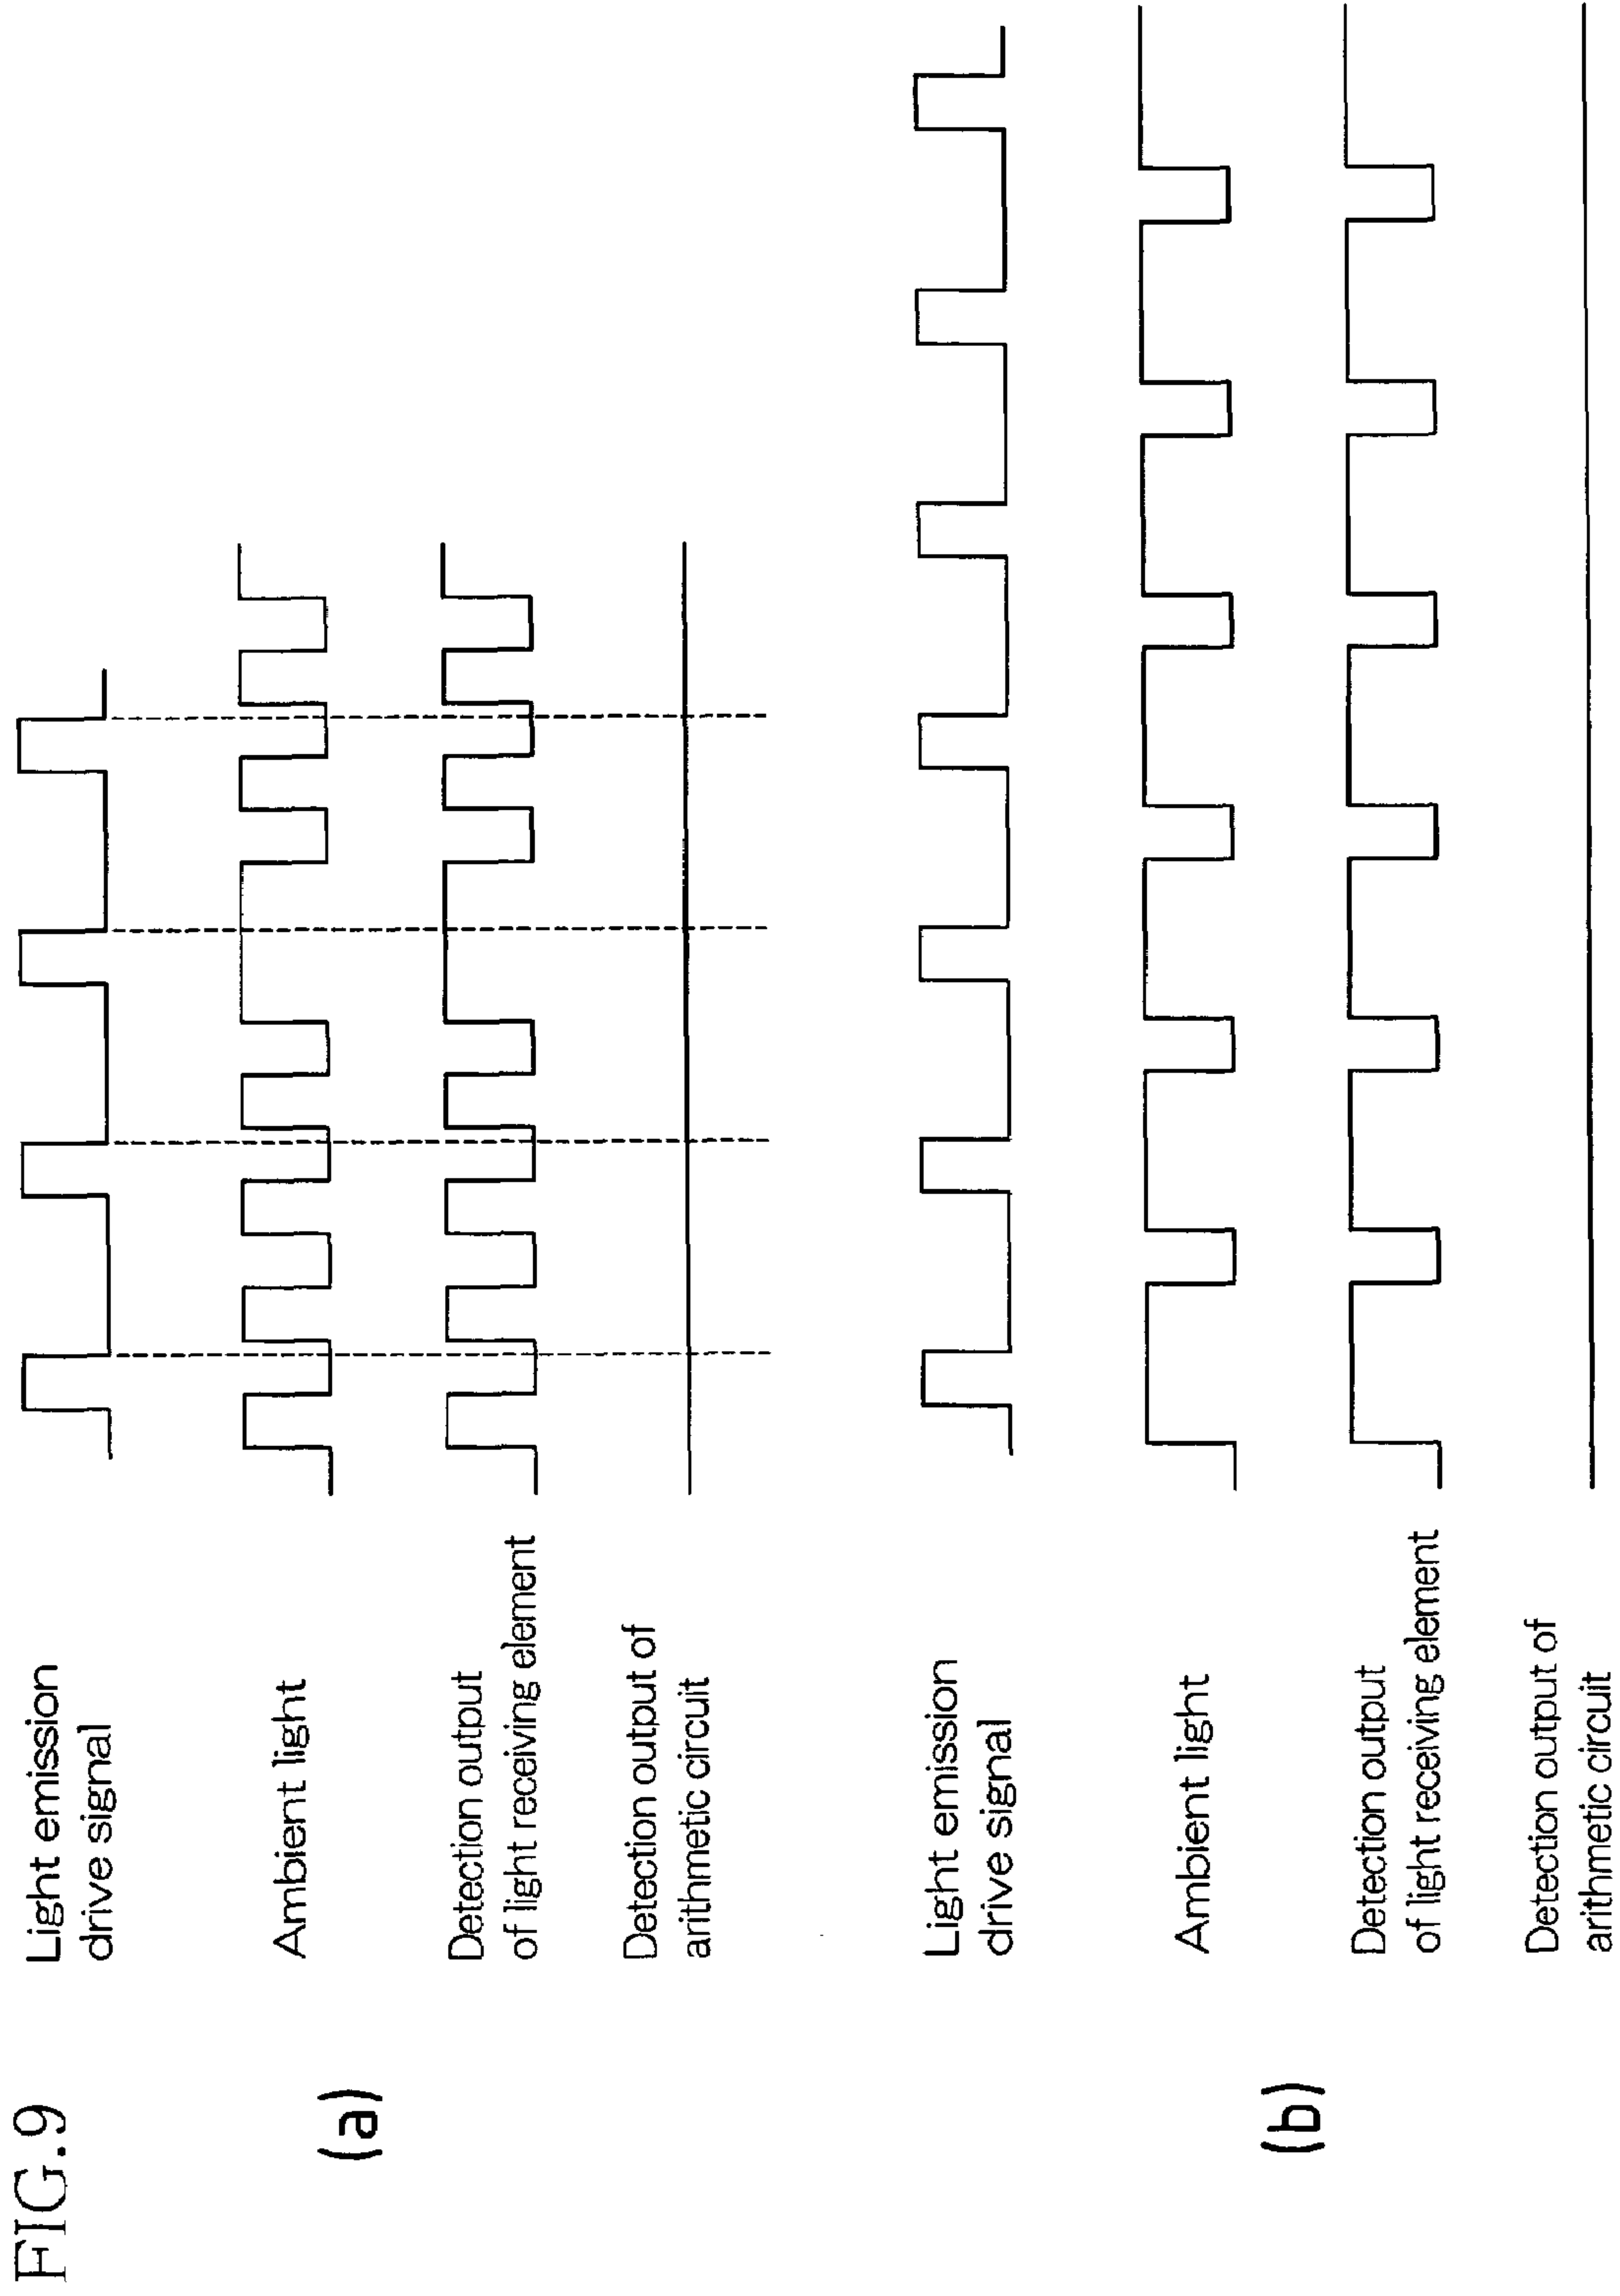 FIG.9
(a)
Light emission
drive signal
Ambient light
Detection output
of light receiving element
Detection output of
arithmetic circuit
(b)
Light emission
drive signal
Ambient light
Detection output
of light receiving element
Detection output of
arithmetic circuit